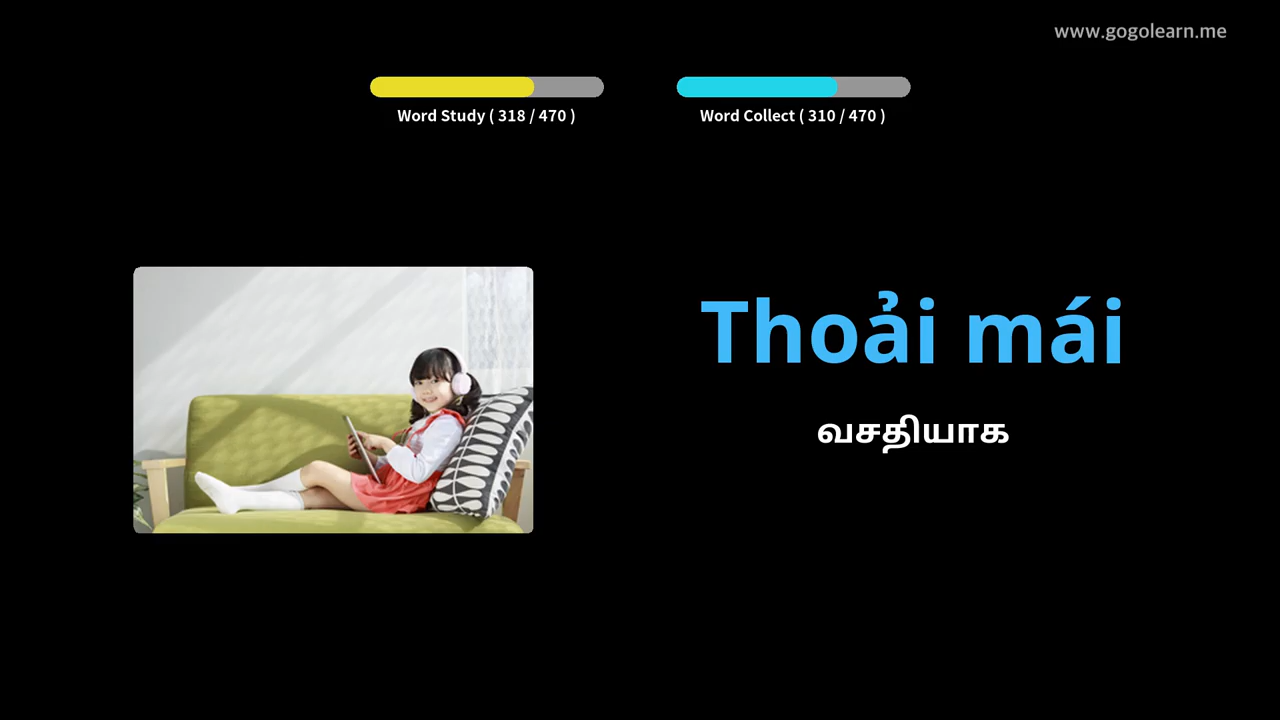 www.gogolearn.me
Word Study ( 318 / 470 )
Word Collect ( 310 / 470 )
Thoải mái
வசதியாக